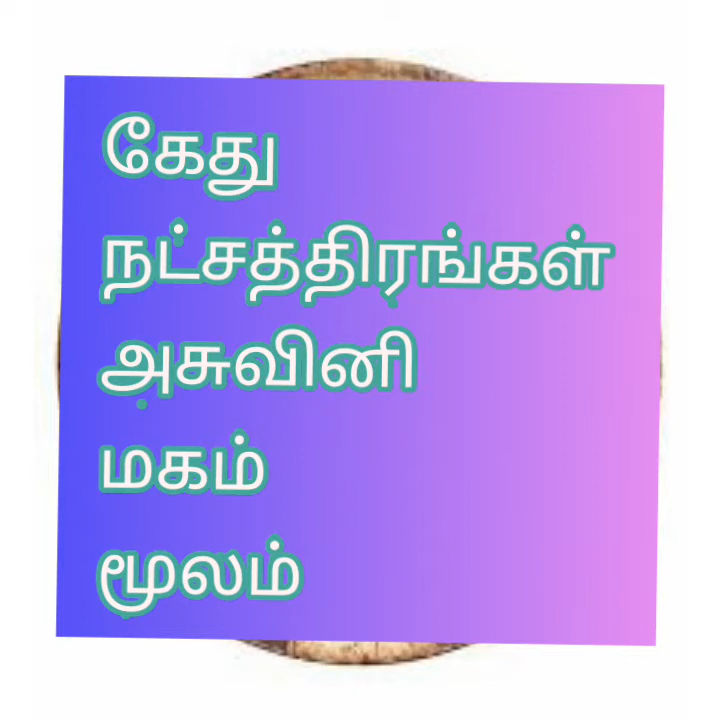 கேது
நட்சத்திரங்கள்
அசுவினி
மகம்
மூலம்